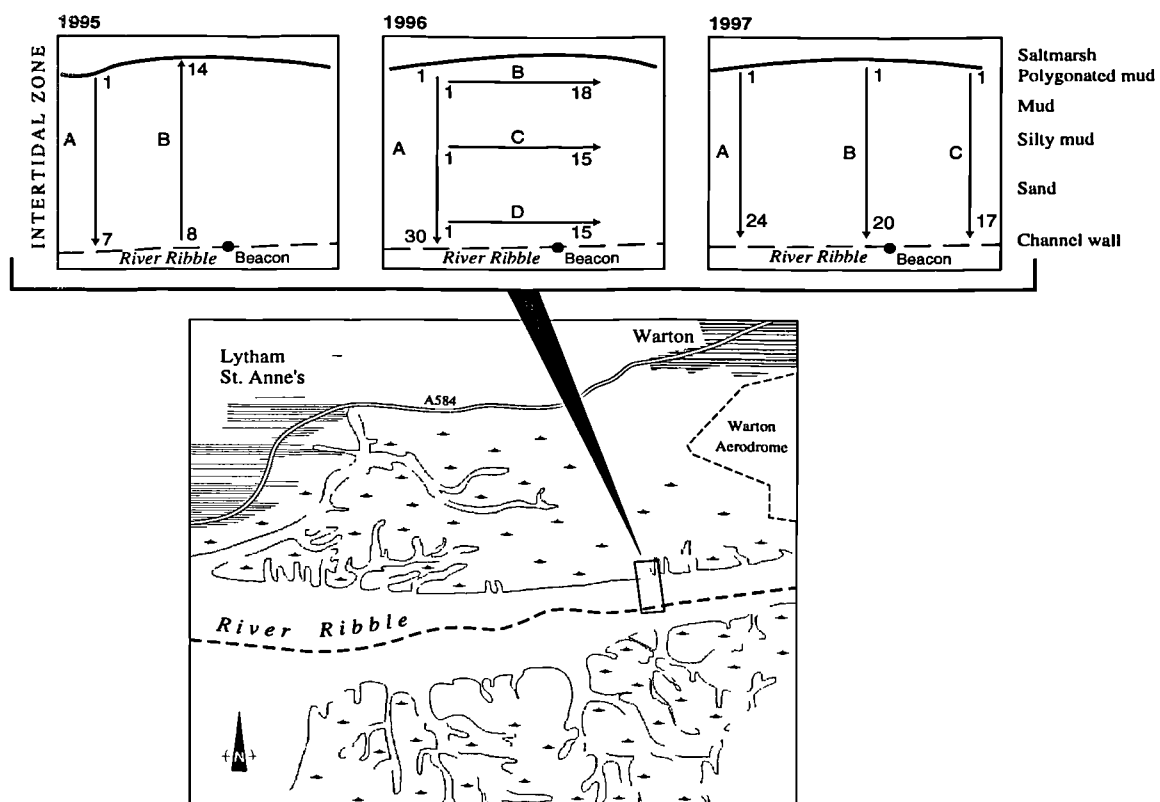 1995
1996
1997
INTERTIDAL ZONE
1
14
A
B
7
8
River Ribble
Beacon
1
B
1
18
A
C
1
15
D
1
15
30
River Ribble
Beacon
1
1
1
A
B
C
24
20
17
River Ribble
Beacon
Saltmarsh
Polygonated mud
Mud
Silty mud
Sand
Channel wall
Lytham
St. Anne's
Warton
A584
Warton
Aerodrome
River Ribble
N